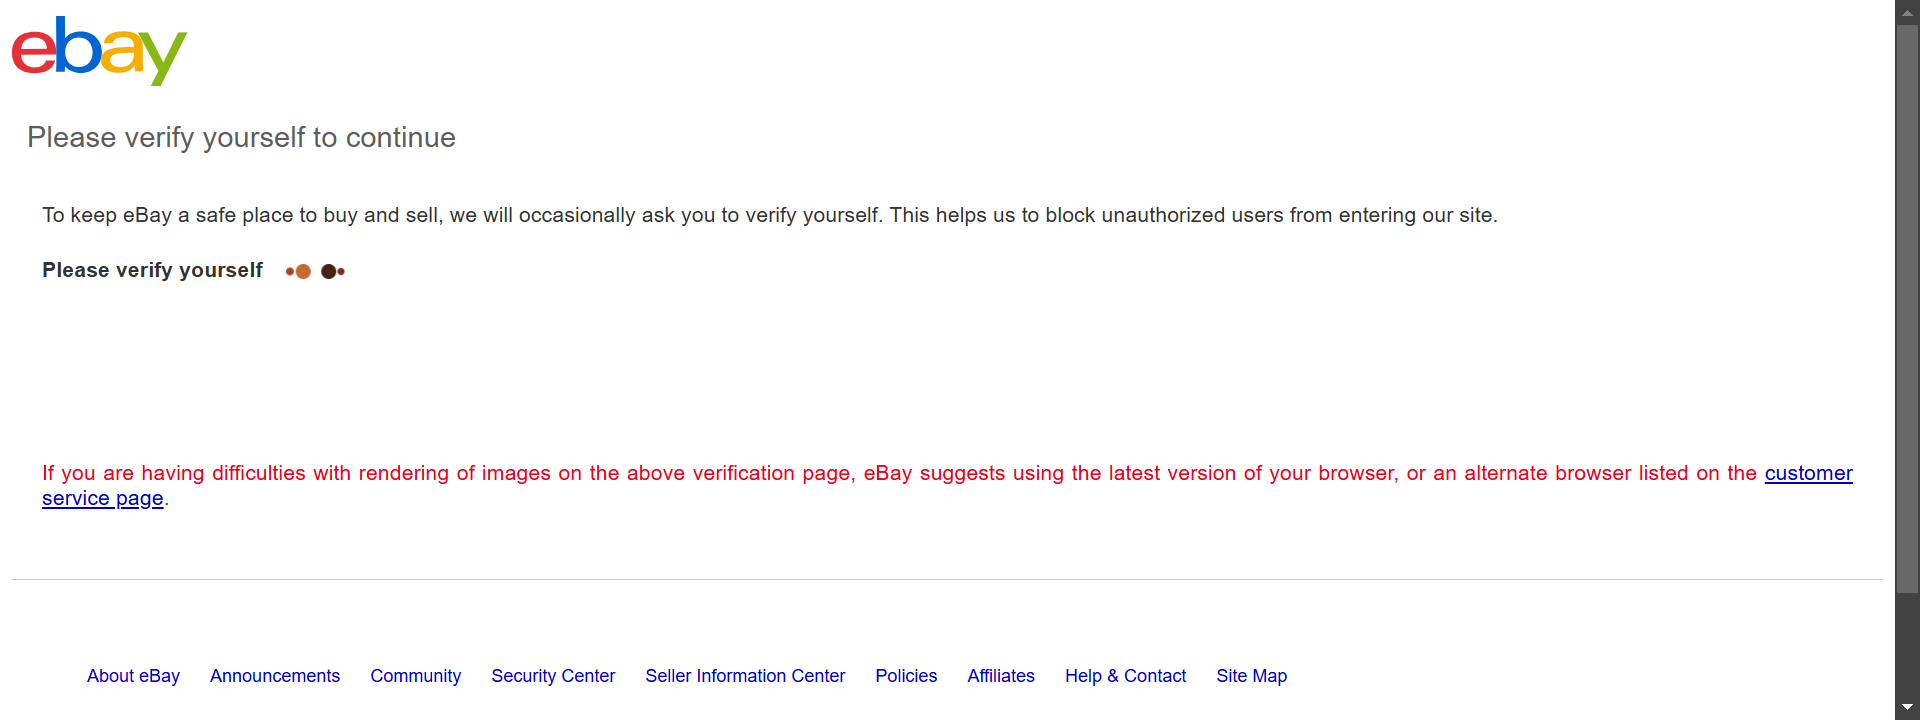 ebay
Please verify yourself to continue
To keep eBay a safe place to buy and sell, we will occasionally ask you to verify yourself. This helps us to block unauthorized users from entering our site.
Please verify yourself
If you are having difficulties with rendering of images on the above verification page, eBay suggests using the latest version of your browser, or an alternate browser listed on the customer
service page.
About eBay Announcements Community Security Center Seller Information Center Policies Affiliates Help & Contact Site Map